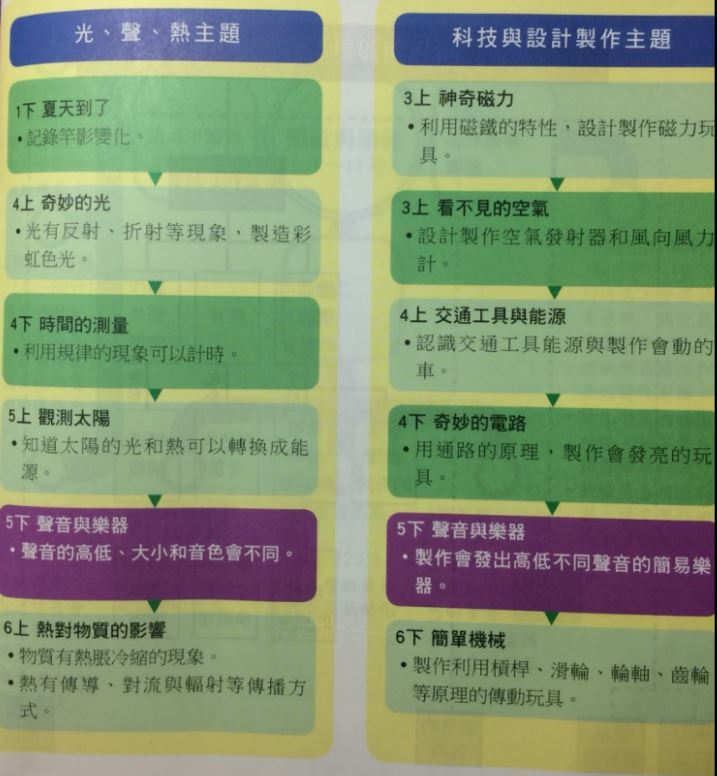 光、聲、熱主題
1下 夏天到了
•記錄竿影變化。
4上 奇妙的光
•光有反射、折射等現象，製造彩
虹色光。
4下 時間的測量
•利用規律的現象可以計時。
5上 觀測太陽
•知道太陽的光和熱可以轉換成能
源。
5下 聲音與樂器
•聲音的高低、大小和音色會不同。
6上 熱對物質的影響
•物質有熱脹冷縮的現象。
•熱有傳導、對流與輻射等傳播方
式。
科技與設計製作主題
3上 神奇磁力
•利用磁鐵的特性，設計製作磁力玩
具。
3上 看不見的空氣
•設計製作空氣發射器和風向風力
計。
4上 交通工具與能源
•認識交通工具能源與製作會動的
車。
4下 奇妙的電路
•用通路的原理，製作會發亮的玩
具。
5下 聲音與樂器
•製作會發出高低不同聲音的簡易樂
器。
6下 簡單機械
•製作利用槓桿、滑輪、輪軸、齒輪
等原理的傳動玩具。